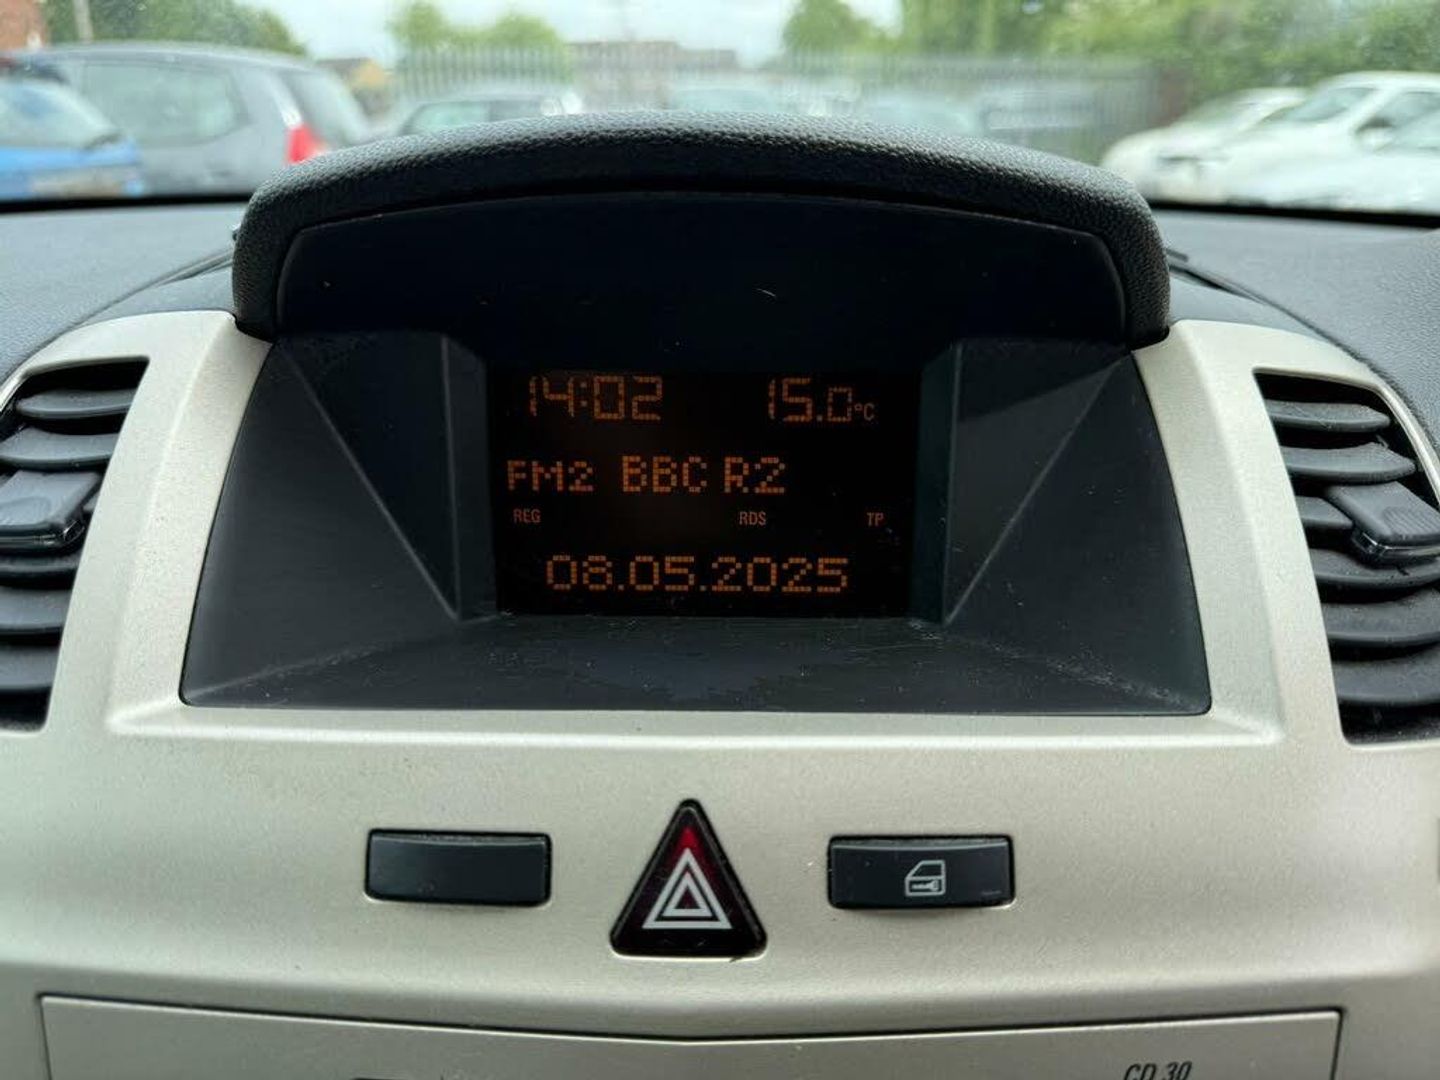 14:02 15.0°C
FM2 BBC R2
REG RDS TP
08.05.2025
CD 30